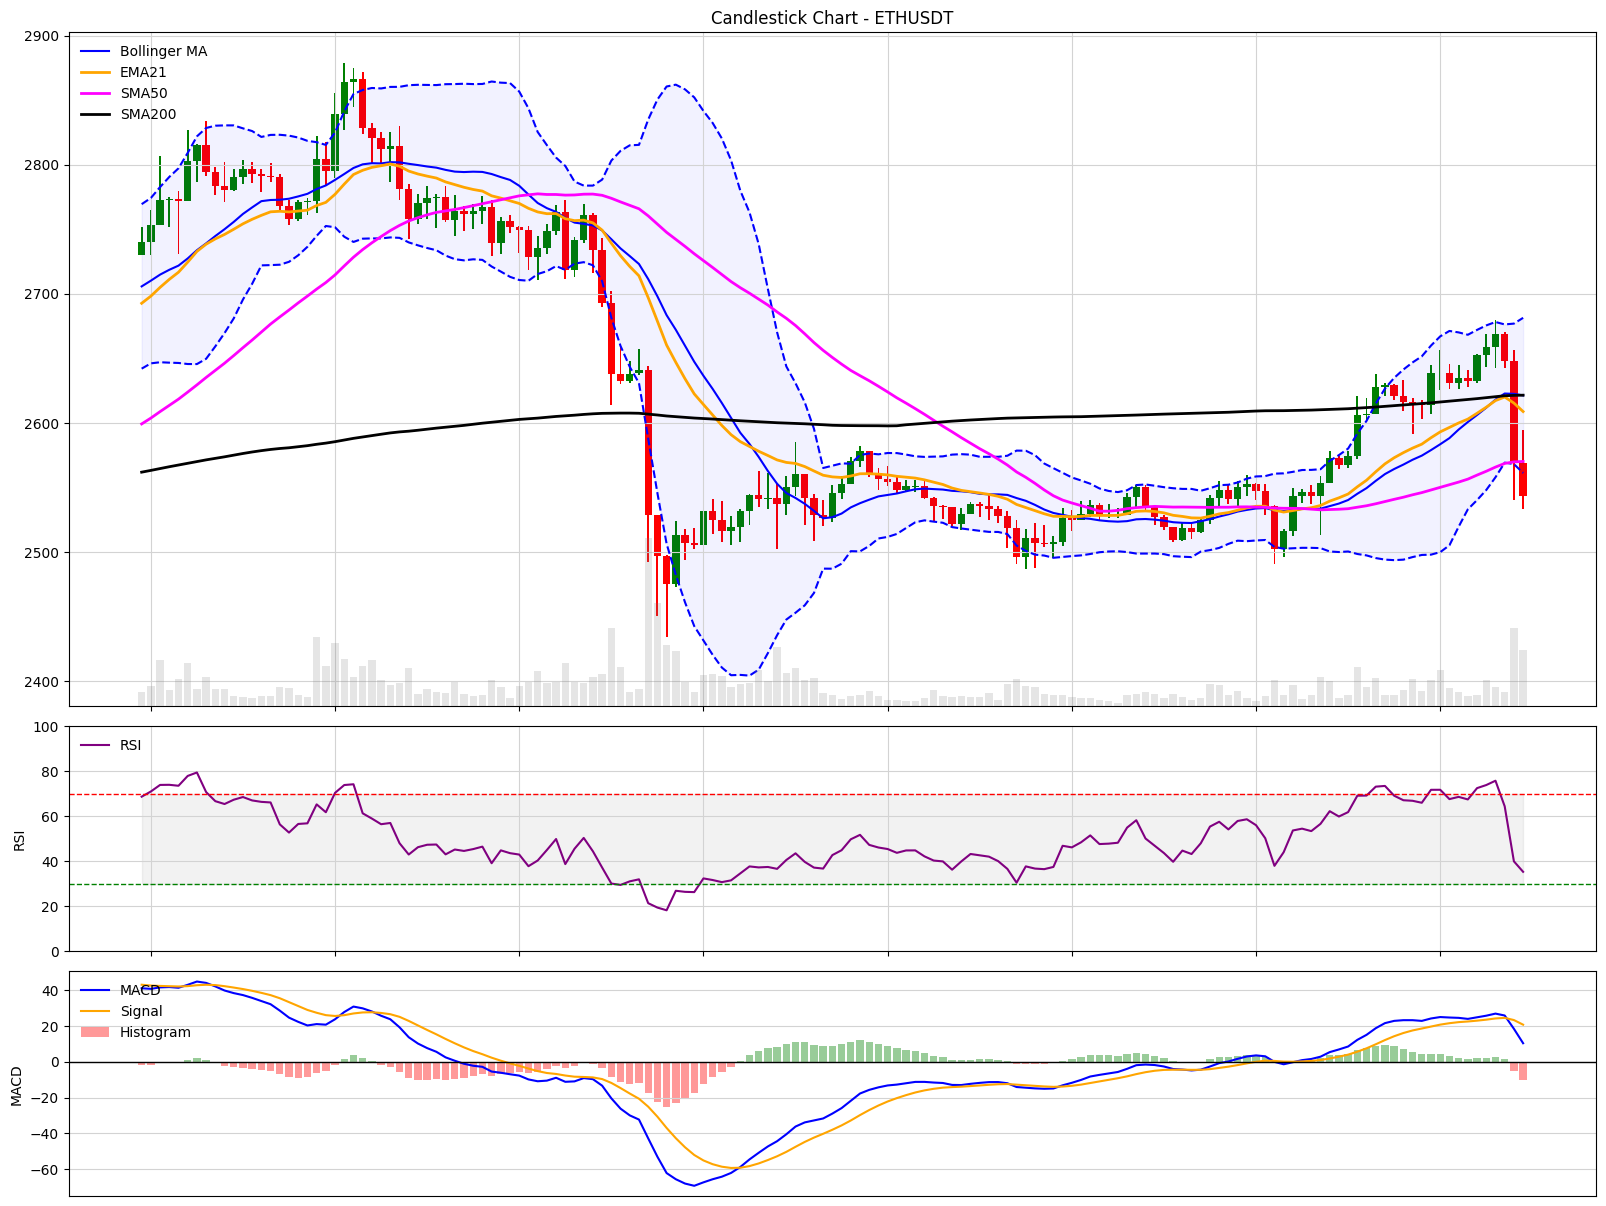 Candlestick Chart - ETHUSDT
2900
2800
2700
2600
2500
2400
Bollinger MA
EMA21
SMA50
SMA200
100
80
60
40
20
0
RSI
RSI
40
20
0
−20
−40
−60
MACD
MACD
Signal
Histogram